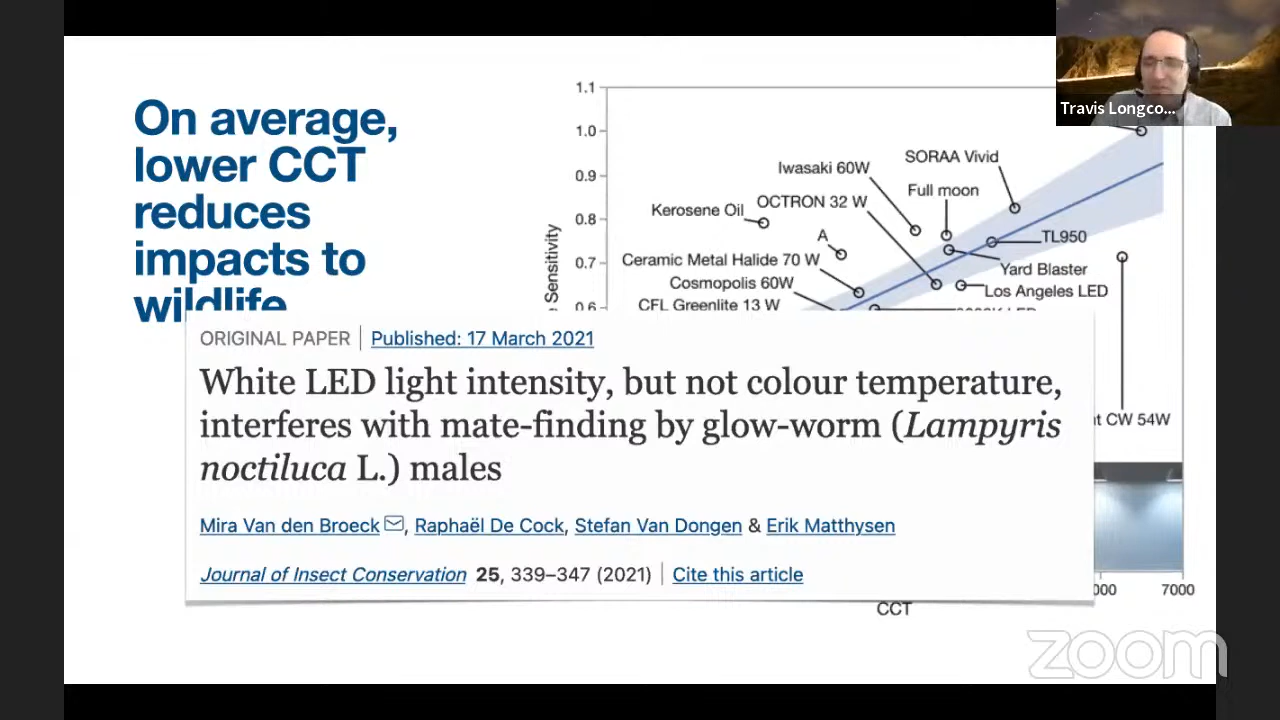 Travis Longco...
On average,
lower CCT
reduces
impacts to
wildlife
1.1
1.0
0.9
0.8
0.7
0.6
Sensitivity
Kerosene Oil
Iwasaki 60W
SORAA Vivid
OCTRON 32 W
Full moon
A
TL950
Ceramic Metal Halide 70 W
Yard Blaster
Cosmopolis 60W
Los Angeles LED
CFL Greenlite 13 W
CW 54W
ORIGINAL PAPER | Published: 17 March 2021
White LED light intensity, but not colour temperature,
interferes with mate-finding by glow-worm (Lampyris
noctiluca L.) males
Mira Van den Broeck, Raphaël De Cock, Stefan Van Dongen & Erik Matthysen
Journal of Insect Conservation 25, 339–347 (2021) | Cite this article
7000
CCT
zoom